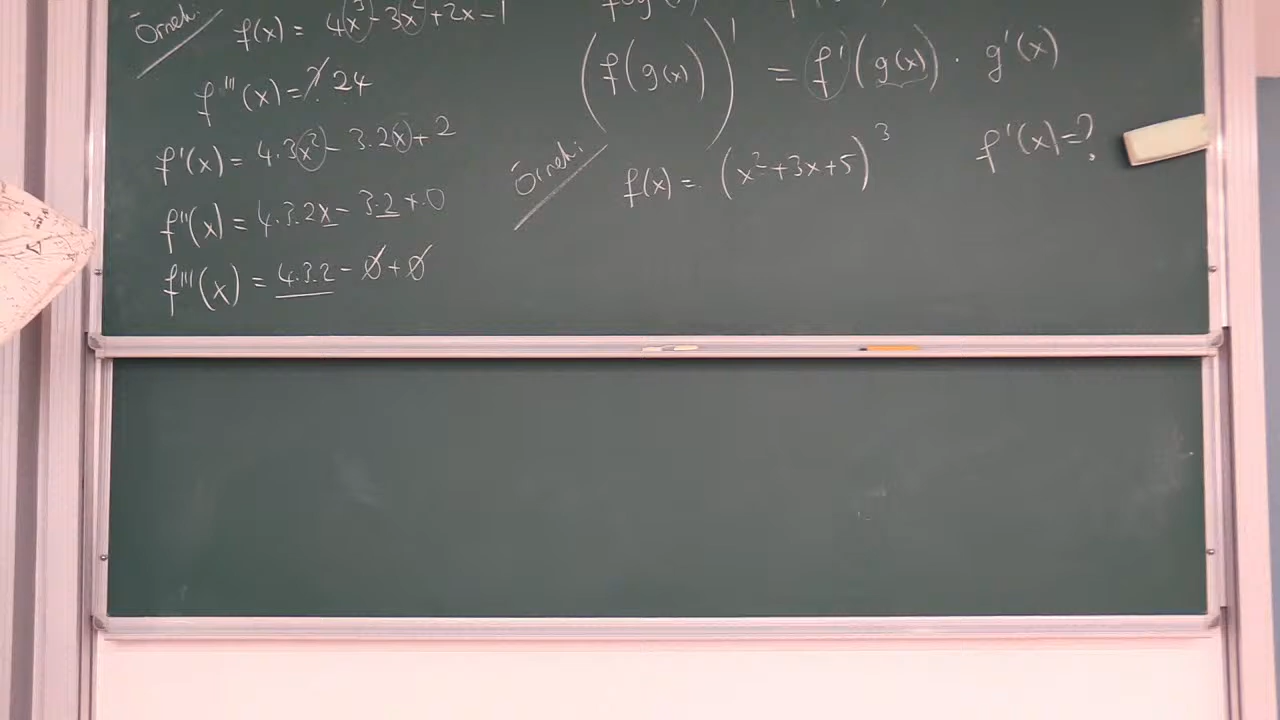 Örnek:
f(x) = 4x³-3x²+2x-1
f'''(x) = ? 24
f'(x) = 4.3x²- 3.2x+2
f''(x) = 4.3.2x- 3.2+0
f'''(x) = 4.3.2-0+0
(f(g(x)))' = f'(g(x)) . g'(x)
Örnek:
f(x) = (x²+3x+5)³ f'(x)=?